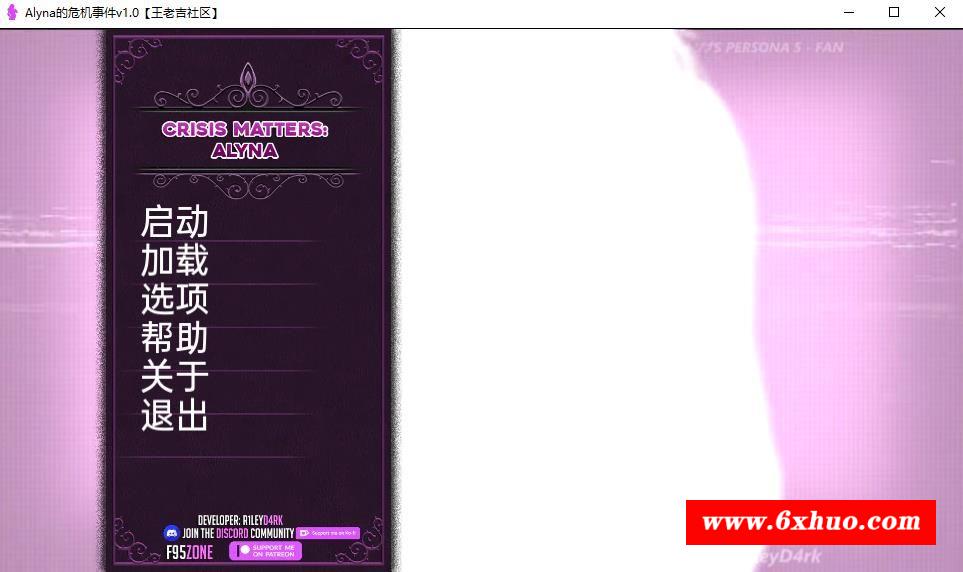 Alyna的危机事件v1.0【王老吉社区】
S PERSONA 5 - FAN
CRISIS MATTERS:
ALYNA
启动
加载
选项
帮助
关于
退出
DEVELOPER: R1LEYD4RK
JOIN THE DISCORD COMMUNITY
Support me on Ko-fi
F95ZONE
SUPPORT ME
ON PATREON
www.6xhuo.com
eyD4rk